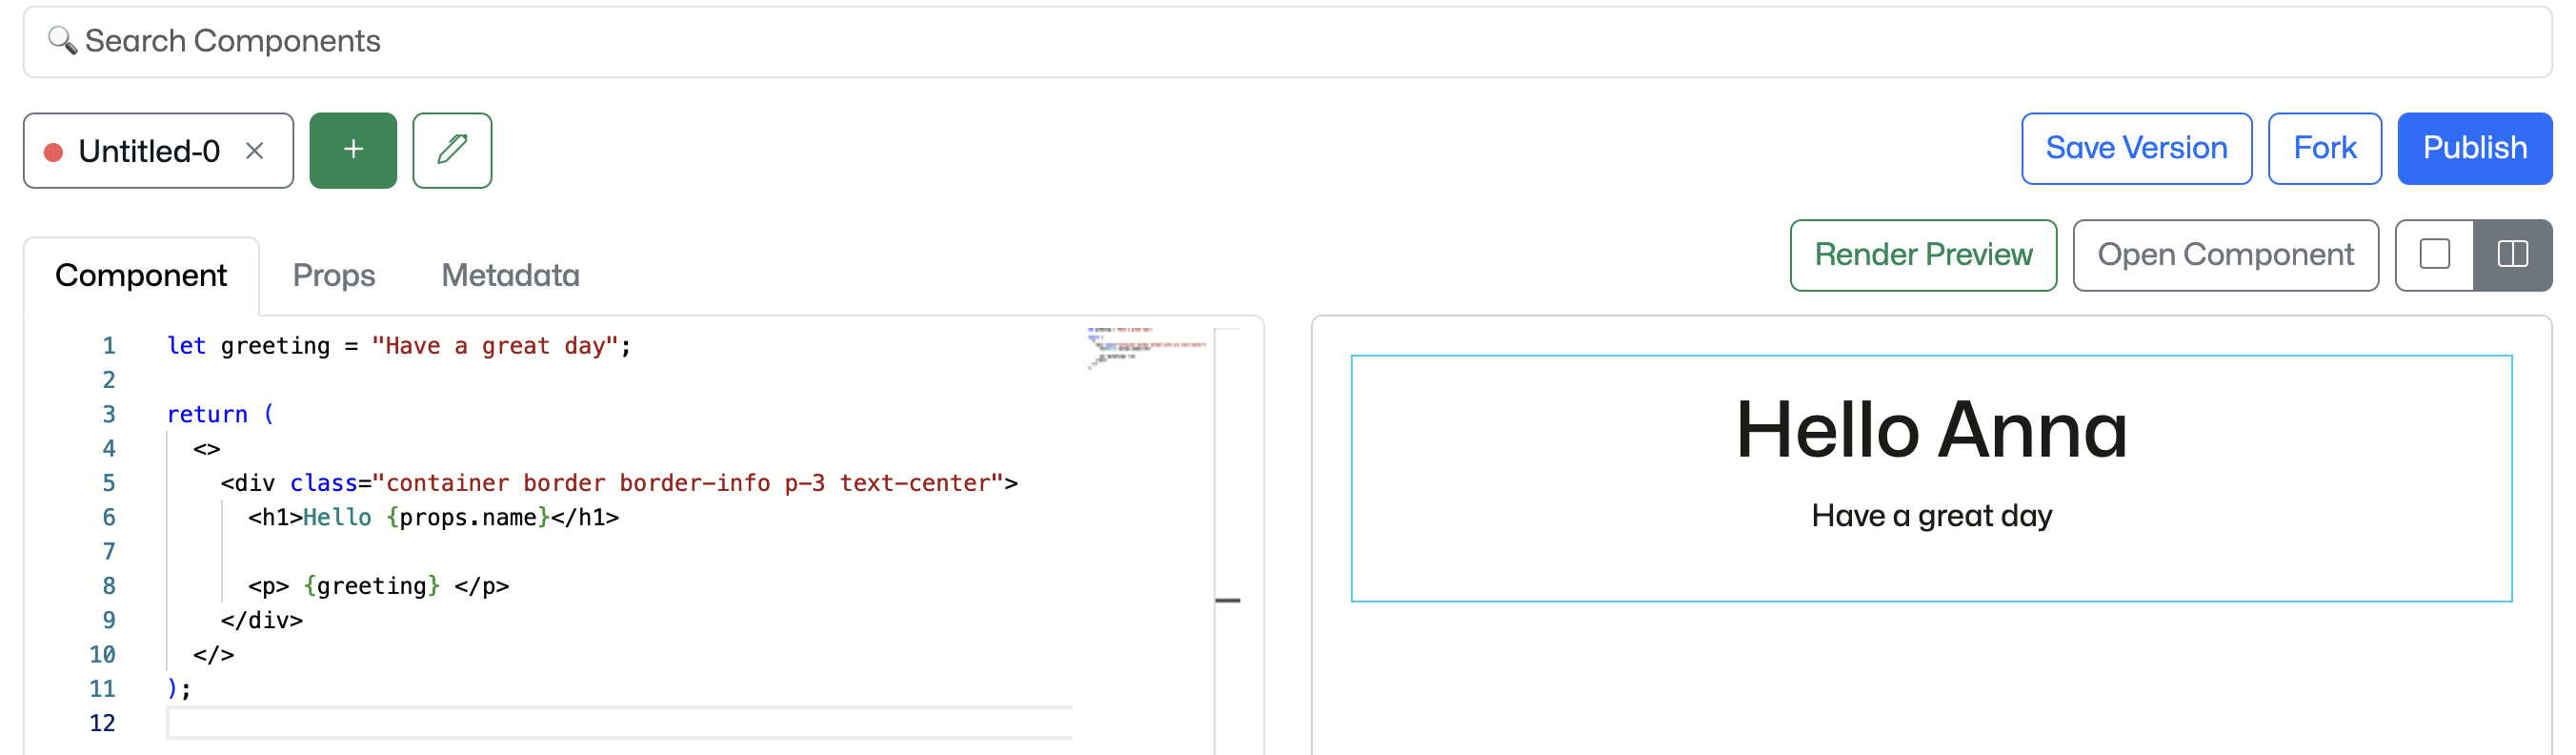 🔍 Search Components
Untitled-0 ×
+
Save Version
Fork
Publish
Component
Props
Metadata
Render Preview
Open Component
1 let greeting = "Have a great day";
2
3 return (
4 <>
5 <div class="container border border-info p-3 text-center">
6 <h1>Hello {props.name}</h1>
7
8 <p> {greeting} </p>
9 </div>
10 </>
11 );
12
Hello Anna
Have a great day